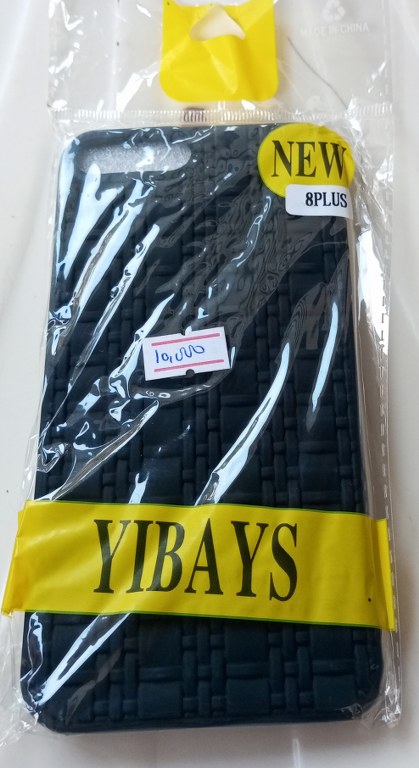 MADE IN CHINA
NEW
8PLUS
10,000
YIBAYS